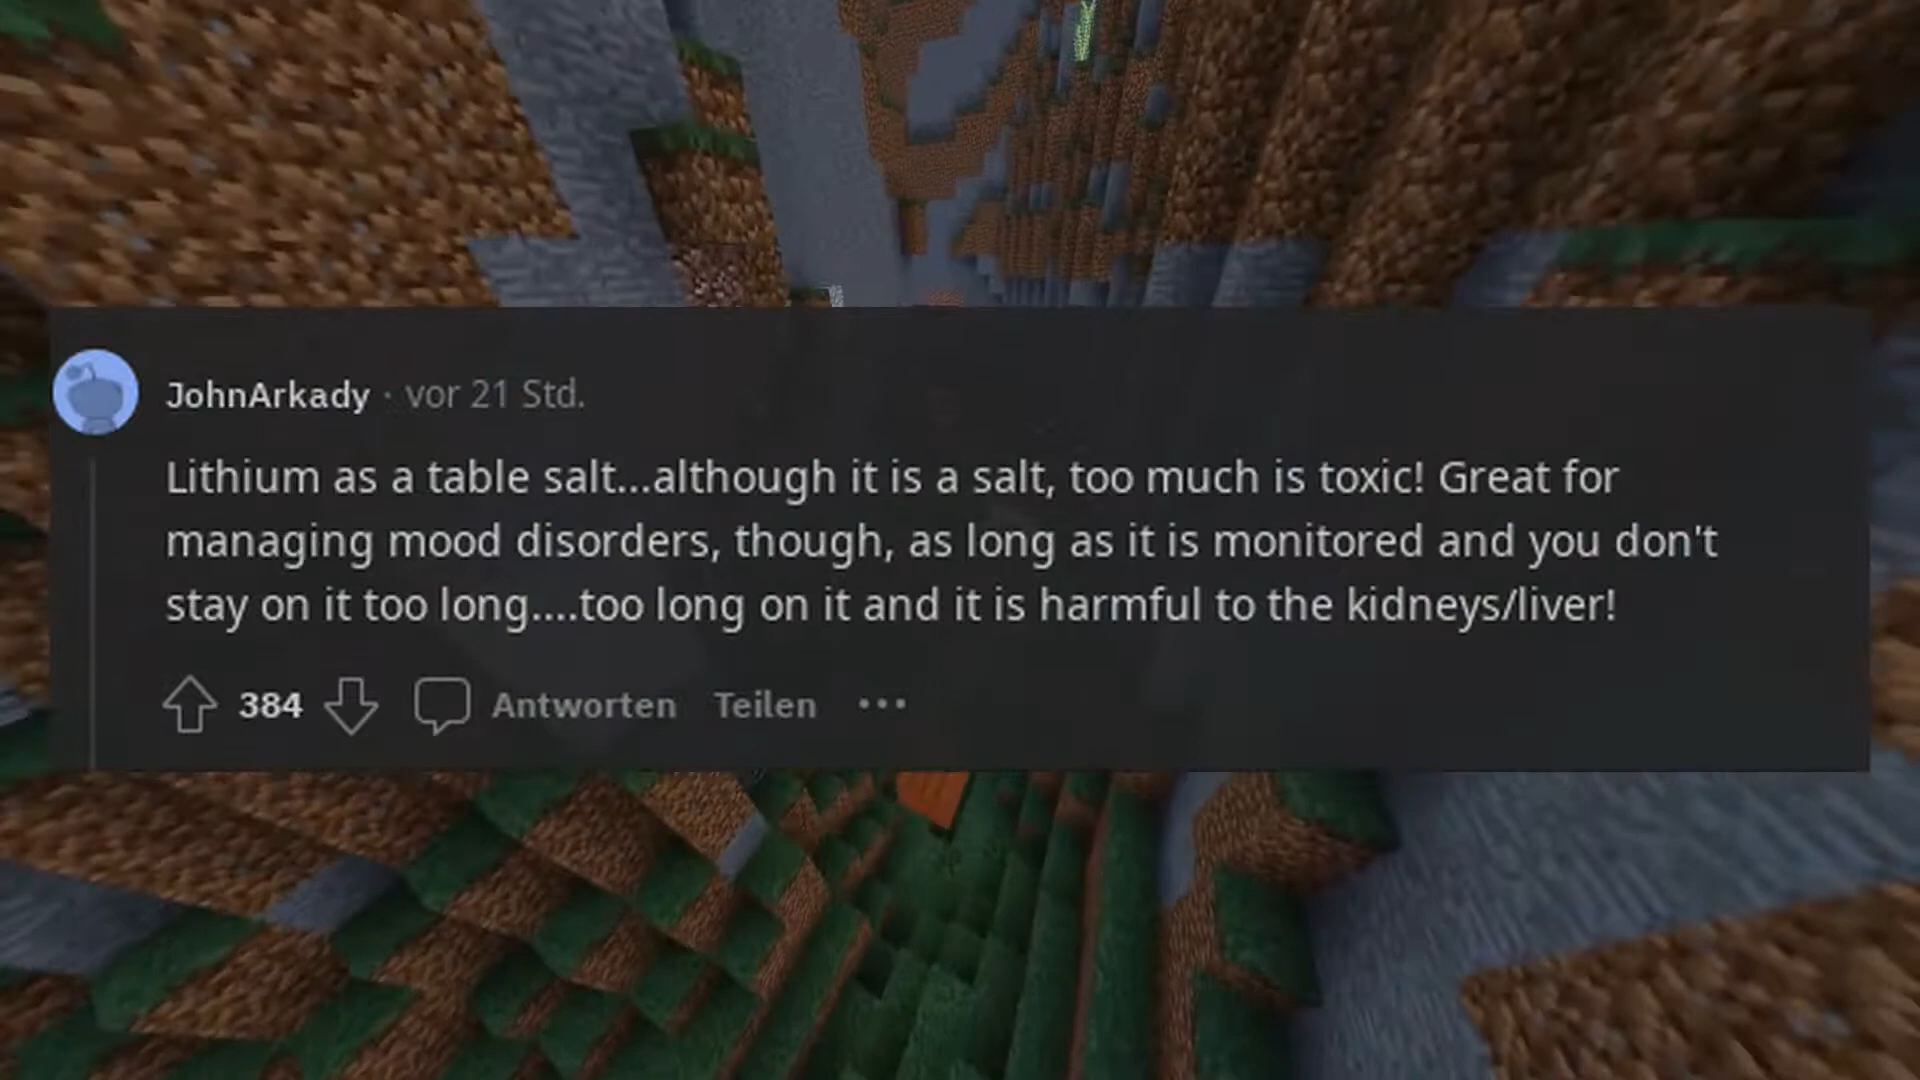 JohnArkady · vor 21 Std.
Lithium as a table salt...although it is a salt, too much is toxic! Great for
managing mood disorders, though, as long as it is monitored and you don't
stay on it too long....too long on it and it is harmful to the kidneys/liver!
384 Antworten Teilen ···